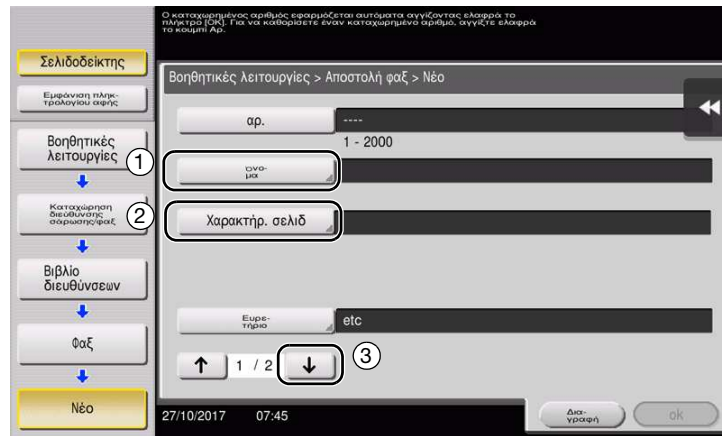 Ο καταχωρημένος αριθμός εφαρμόζεται αυτόματα αγγίζοντας ελαφρά το
πλήκτρο [OK]. Για να καθορίσετε έναν καταχωρημένο αριθμό, αγγίξτε ελαφρά
το κουμπί Αρ.
Σελιδοδείκτης
Εμφάνιση πληκ-
τρολογίου αφής
Βοηθητικές λειτουργίες > Αποστολή φαξ > Νέο
αρ.
----
1 - 2000
Βοηθητικές
λειτουργίες
1
Όνο-
μα
Καταχώρηση
διεύθυνσης
σάρωσης/φαξ
2
Χαρακτήρ. σελιδ
Βιβλίο
διευθύνσεων
Ευρε-
τήριο
etc
Φαξ
↑ 1 / 2 ↓
3
Νέο
27/10/2017 07:45
Δια-
γραφή
ok